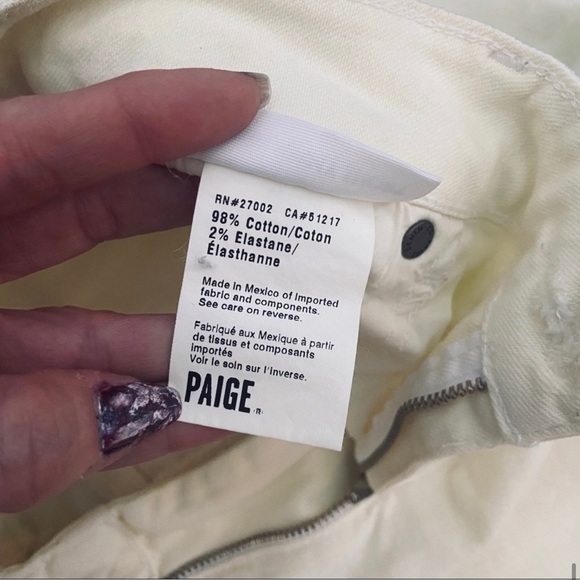 RN#27002 CA#51217
98% Cotton/Coton
2% Elastane/
Élasthanne
Made in Mexico of imported
fabric and components.
See care on reverse.
Fabriqué aux Mexique à partir
de tissus et composants
importés
Voir le soin sur l'inverse.
PAIGE